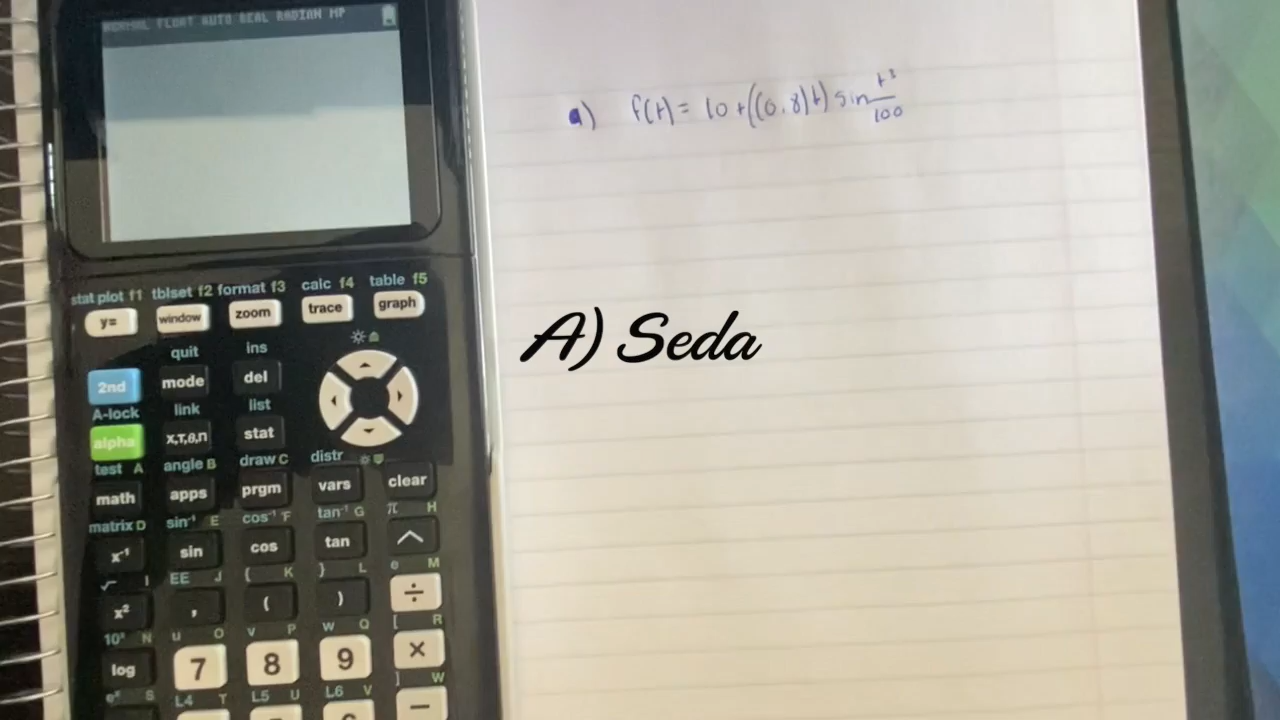 NORMAL FLOAT AUTO REAL RADIAN MP
a) f(t) = 10 + ((0.8)t) sin t³/100
A) Seda
stat plot f1 tblset f2 format f3 calc f4 table f5
y= window zoom trace graph
quit ins
2nd mode del
A-lock link list
alpha X,T,θ,n stat
test A angle B draw C distr
math apps prgm vars clear
matrix D sin⁻¹ E cos⁻¹ F tan⁻¹ G π H
x⁻¹ sin cos tan ^
√ I EE J { K } L e M
x² , ( ) ÷
10ˣ N u O v P w Q [ R
log 7 8 9 ×
eˣ S L4 T L5 U L6 V ] W
−